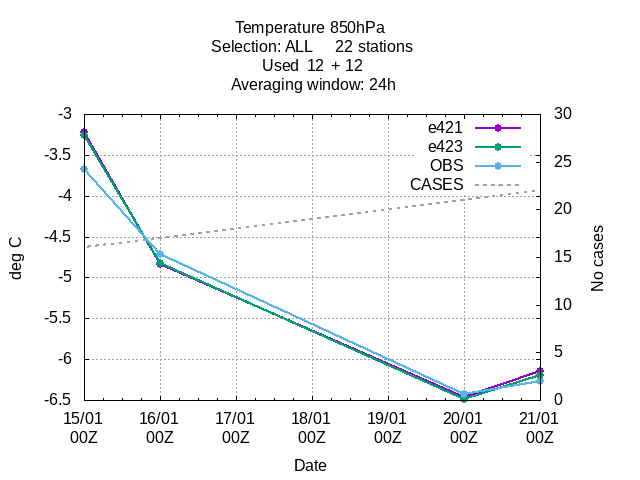 Temperature 850hPa
Selection: ALL     22 stations
Used  12 + 12
Averaging window: 24h
e421
e423
OBS
CASES
-3
-3.5
-4
-4.5
-5
-5.5
-6
-6.5
deg C
30
25
20
15
10
5
0
No cases
15/01 16/01 17/01 18/01 19/01 20/01 21/01
00Z 00Z 00Z 00Z 00Z 00Z 00Z
Date